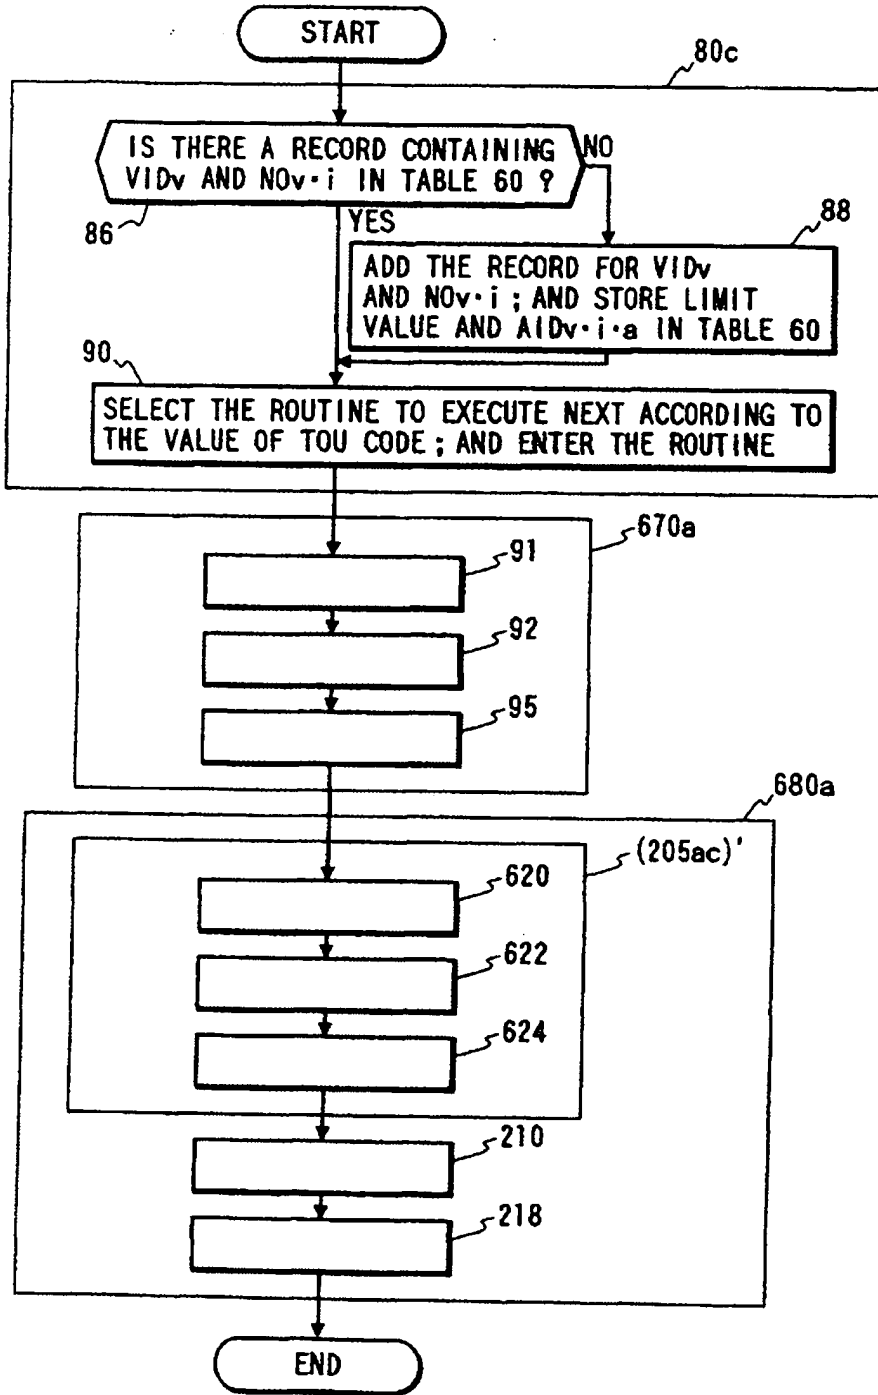 START
80c
IS THERE A RECORD CONTAINING
VIDv AND NOv·i IN TABLE 60 ?
NO
86
YES
88
ADD THE RECORD FOR VIDv
AND NOv·i ; AND STORE LIMIT
VALUE AND AIDv·i·a IN TABLE 60
90
SELECT THE ROUTINE TO EXECUTE NEXT ACCORDING TO
THE VALUE OF TOU CODE ; AND ENTER THE ROUTINE
670a
91
92
95
680a
(205ac)'
620
622
624
210
218
END